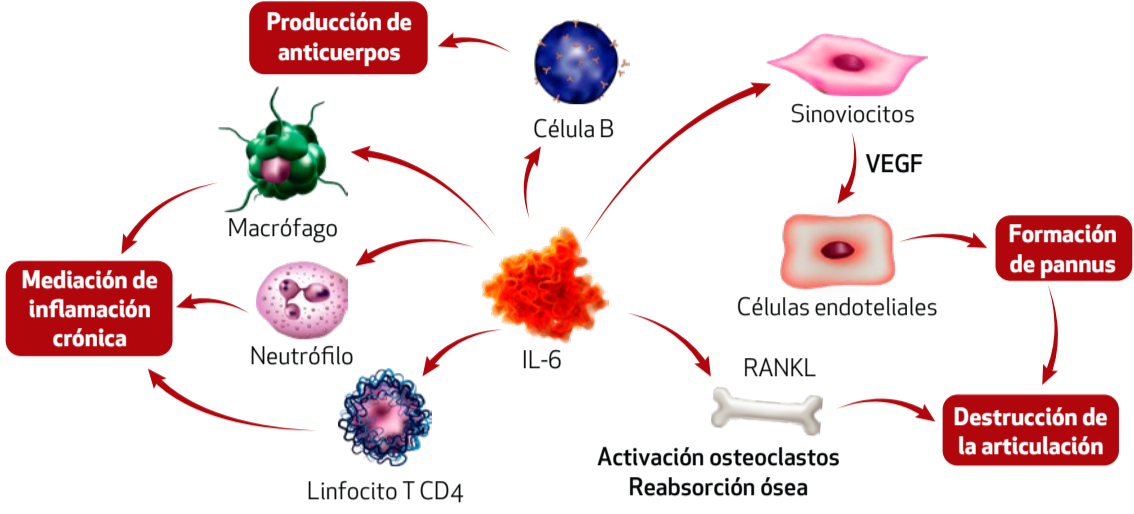 Producción de
anticuerpos
Célula B
Sinoviocitos
VEGF
Macrófago
Formación
de pannus
Mediación de
inflamación
crónica
Células endoteliales
Neutrófilo
IL-6
RANKL
Destrucción de
la articulación
Activación osteoclastos
Reabsorción ósea
Linfocito T CD4